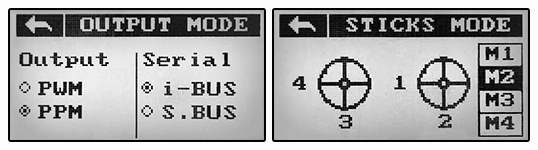 OUTPUT MODE
Output
PWM
PPM
Serial
i-BUS
S.BUS
STICKS MODE
4
3
1
2
M1
M2
M3
M4